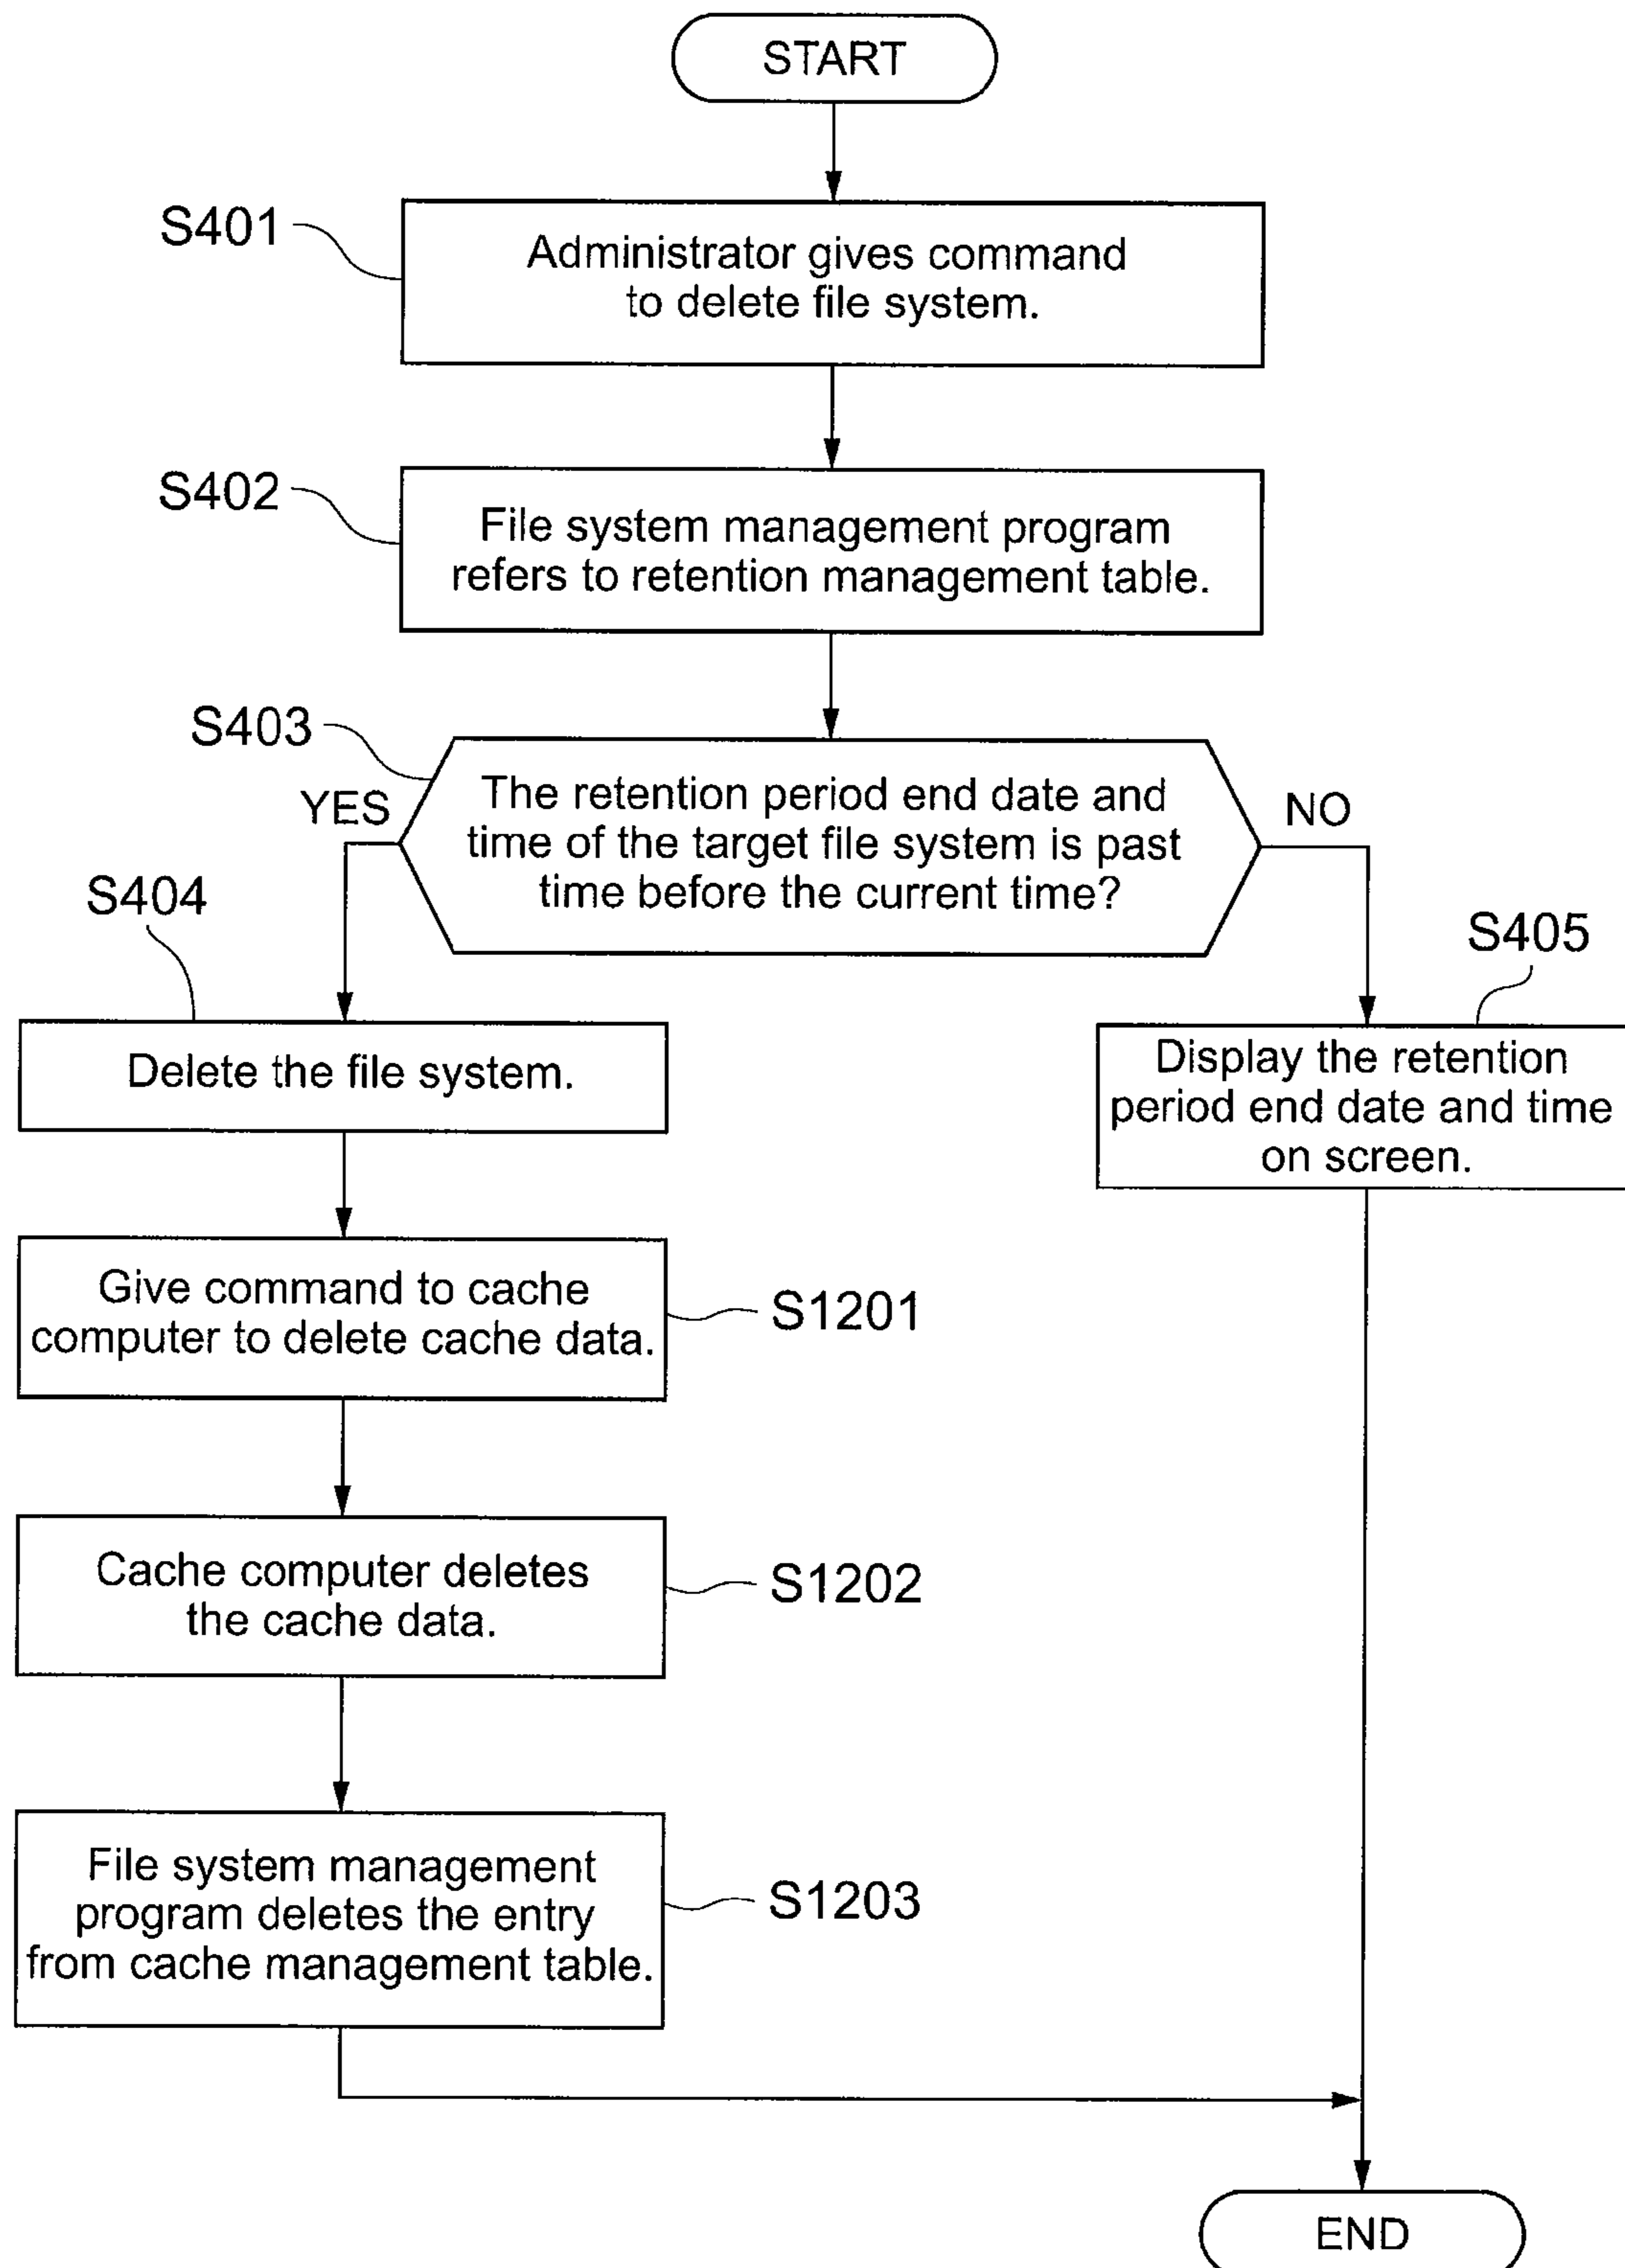 START
S401
Administrator gives command
to delete file system.
S402
File system management program
refers to retention management table.
S403
The retention period end date and
time of the target file system is past
time before the current time?
YES
NO
S404
Delete the file system.
S405
Display the retention
period end date and time
on screen.
Give command to cache
computer to delete cache data.
S1201
Cache computer deletes
the cache data.
S1202
File system management
program deletes the entry
from cache management table.
S1203
END